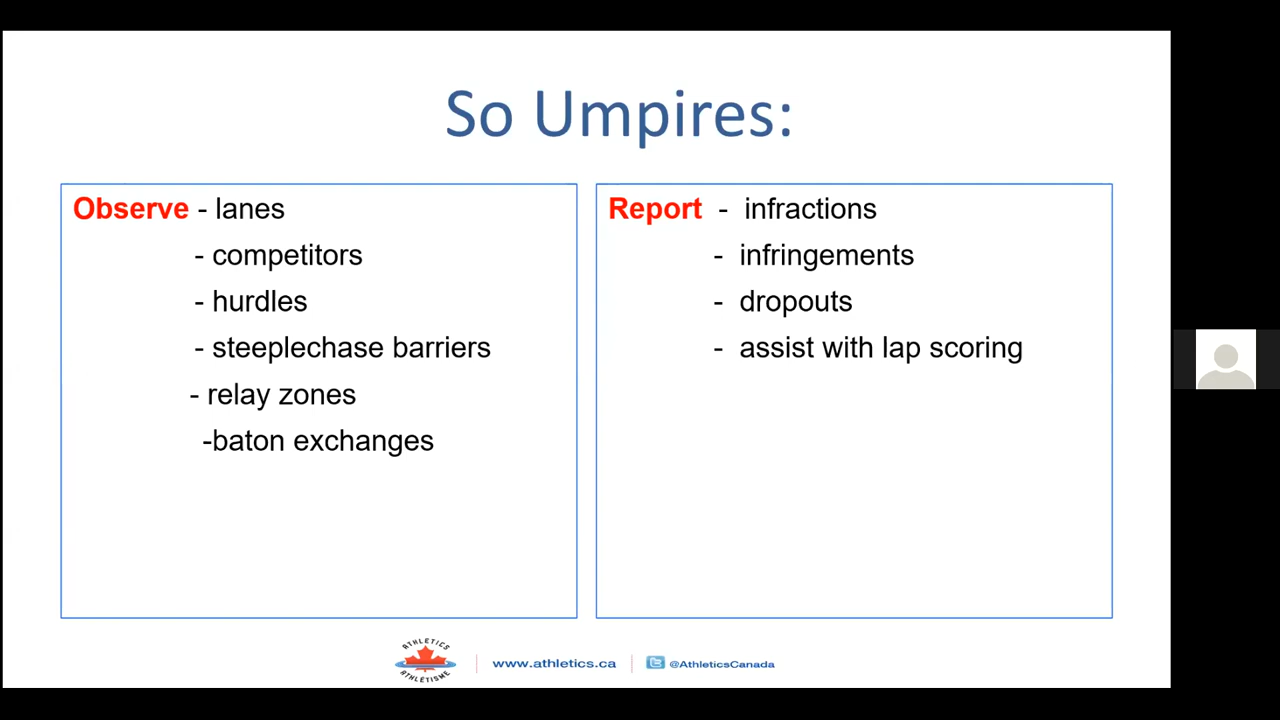 So Umpires:
Observe - lanes
- competitors
- hurdles
- steeplechase barriers
- relay zones
-baton exchanges
Report - infractions
- infringements
- dropouts
- assist with lap scoring
ATHLETICS
ATHLÉTISME
www.athletics.ca
@AthleticsCanada